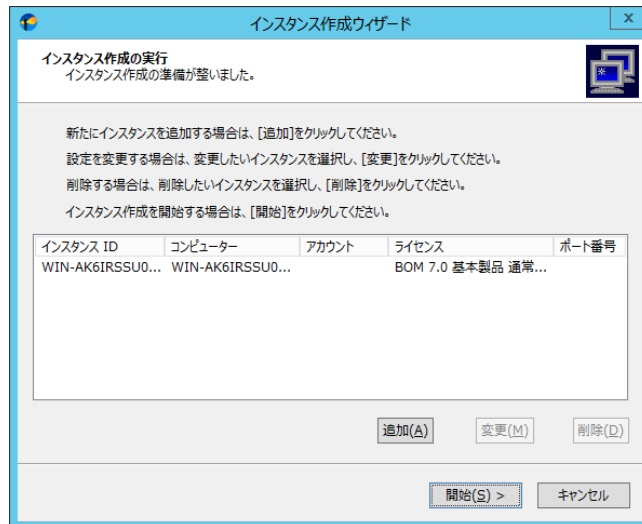 インスタンス作成ウィザード
x
インスタンス作成の実行
インスタンス作成の準備が整いました。
新たにインスタンスを追加する場合は、[追加]をクリックしてください。
設定を変更する場合は、変更したいインスタンスを選択し、[変更]をクリックしてください。
削除する場合は、削除したいインスタンスを選択し、[削除]をクリックしてください。
インスタンス作成を開始する場合は、[開始]をクリックしてください。
インスタンス ID コンピューター アカウント ライセンス ポート番号
WIN-AK6IRSSU0... WIN-AK6IRSSU0... BOM 7.0 基本製品 通常...
追加(A) 変更(M) 削除(D)
開始(S) > キャンセル